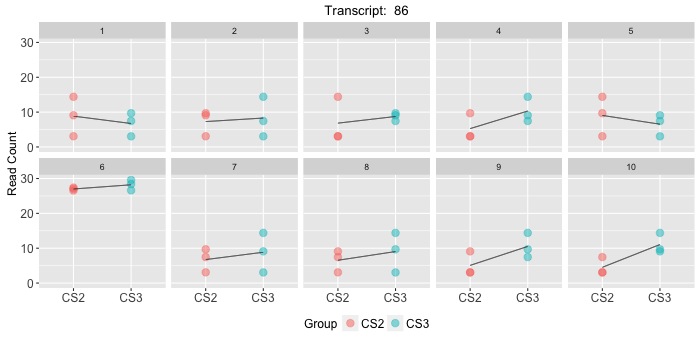 Transcript: 86
1 2 3 4 5
30
20
10
0
Read Count
6 7 8 9 10
30
20
10
0
CS2 CS3 CS2 CS3 CS2 CS3 CS2 CS3 CS2 CS3
Group CS2 CS3